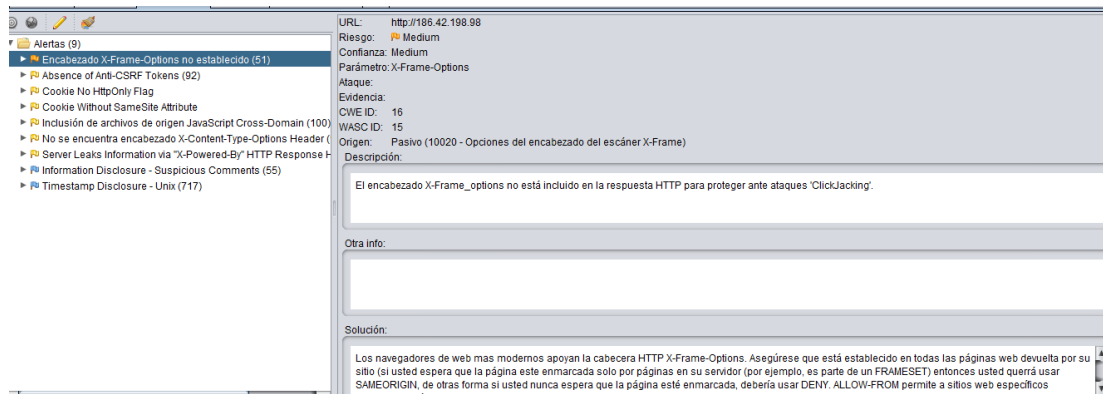 Alertas (9)
Encabezado X-Frame-Options no establecido (51)
Absence of Anti-CSRF Tokens (92)
Cookie No HttpOnly Flag
Cookie Without SameSite Attribute
Inclusión de archivos de origen JavaScript Cross-Domain (100)
No se encuentra encabezado X-Content-Type-Options Header (
Server Leaks Information via "X-Powered-By" HTTP Response H
Information Disclosure - Suspicious Comments (55)
Timestamp Disclosure - Unix (717)
URL: http://186.42.198.98
Riesgo: Medium
Confianza: Medium
Parámetro: X-Frame-Options
Ataque:
Evidencia:
CWE ID: 16
WASC ID: 15
Origen: Pasivo (10020 - Opciones del encabezado del escáner X-Frame)
Descripción:
El encabezado X-Frame_options no está incluido en la respuesta HTTP para proteger ante ataques 'ClickJacking'.
Otra info:
Solución:
Los navegadores de web mas modernos apoyan la cabecera HTTP X-Frame-Options. Asegúrese que está establecido en todas las páginas web devuelta por su
sitio (si usted espera que la página este enmarcada solo por páginas en su servidor (por ejemplo, es parte de un FRAMESET) entonces usted querrá usar
SAMEORIGIN, de otras forma si usted nunca espera que la página esté enmarcada, debería usar DENY. ALLOW-FROM permite a sitios web específicos